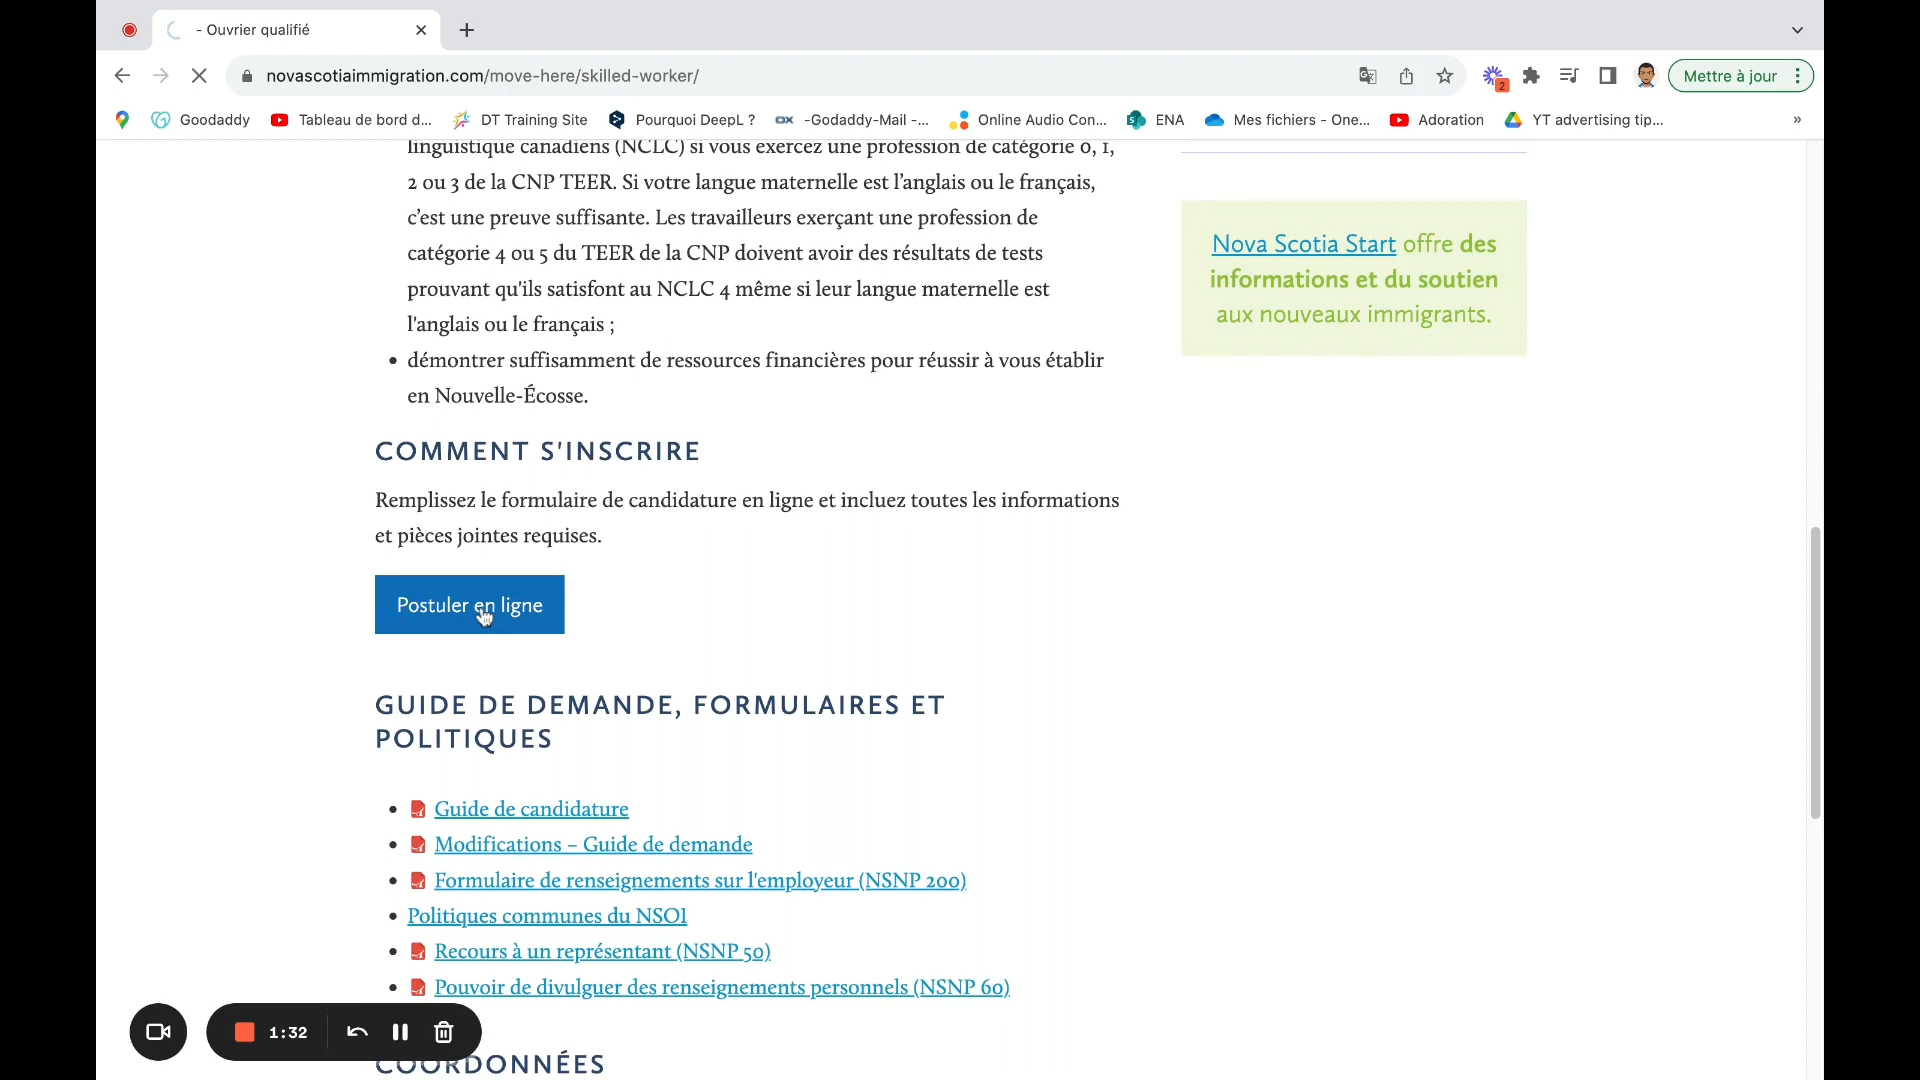 - Ouvrier qualifié
novascotiaimmigration.com/move-here/skilled-worker/
2
Mettre à jour
Goodaddy
Tableau de bord d...
DT Training Site
Pourquoi DeepL ?
-Godaddy-Mail -...
Online Audio Con...
ENA
Mes fichiers - One...
Adoration
YT advertising tip...
»
linguistique canadiens (NCLC) si vous exercez une profession de catégorie 0, 1,
2 ou 3 de la CNP TEER. Si votre langue maternelle est l’anglais ou le français,
c’est une preuve suffisante. Les travailleurs exerçant une profession de
catégorie 4 ou 5 du TEER de la CNP doivent avoir des résultats de tests
prouvant qu'ils satisfont au NCLC 4 même si leur langue maternelle est
l'anglais ou le français ;
• démontrer suffisamment de ressources financières pour réussir à vous établir
en Nouvelle-Écosse.
Nova Scotia Start offre des
informations et du soutien
aux nouveaux immigrants.
COMMENT S'INSCRIRE
Remplissez le formulaire de candidature en ligne et incluez toutes les informations
et pièces jointes requises.
Postuler en ligne
GUIDE DE DEMANDE, FORMULAIRES ET
POLITIQUES
• Guide de candidature
• Modifications – Guide de demande
• Formulaire de renseignements sur l'employeur (NSNP 200)
• Politiques communes du NSOI
• Recours à un représentant (NSNP 50)
• Pouvoir de divulguer des renseignements personnels (NSNP 60)
1:32
COORDONNÉES